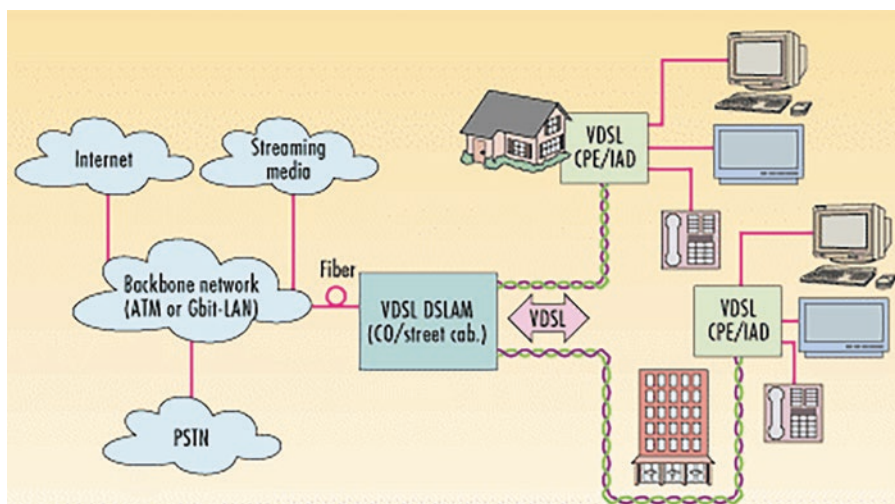 Internet
Streaming
media
Backbone network
(ATM or Gbit-LAN)
Fiber
VDSL DSLAM
(CO/street cab.)
VDSL
PSTN
VDSL
CPE/IAD
VDSL
CPE/IAD